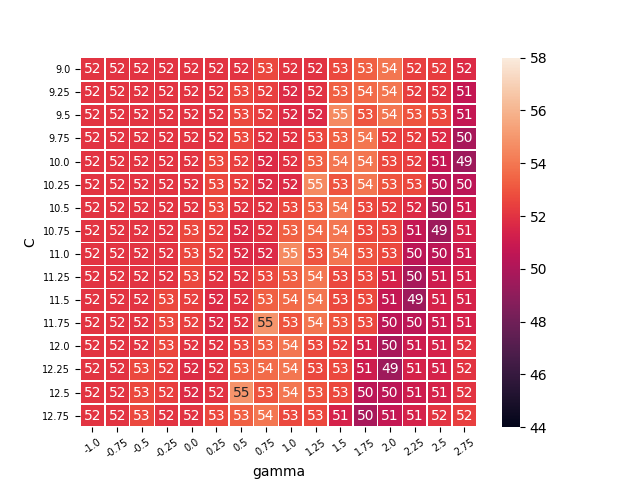 9.0 52 52 52 52 52 52 52 53 52 52 53 53 54 52 52 52
9.25 52 52 52 52 52 52 53 52 52 52 53 54 54 52 52 51
9.5 52 52 52 52 52 52 53 52 52 52 55 53 54 53 53 51
9.75 52 52 52 52 52 52 53 52 52 53 53 54 52 52 52 50
10.0 52 52 52 52 52 53 52 52 52 53 54 54 53 52 51 49
10.25 52 52 52 52 52 53 52 52 52 55 53 54 53 53 50 50
10.5 52 52 52 52 52 53 52 52 53 53 54 53 52 52 50 51
10.75 52 52 52 52 53 52 52 52 53 54 54 53 53 51 49 51
11.0 52 52 52 52 53 52 52 52 55 53 54 53 53 50 50 51
11.25 52 52 52 52 53 52 52 53 53 54 53 53 51 50 51 51
11.5 52 52 52 53 52 52 52 53 54 54 53 53 51 49 51 51
11.75 52 52 52 53 52 52 52 55 53 54 53 53 50 50 51 51
12.0 52 52 52 53 52 52 53 53 54 53 52 51 50 51 51 52
12.25 52 52 52 52 52 52 53 54 54 53 53 51 49 51 51 52
12.5 52 52 53 52 52 52 55 53 54 53 53 50 50 51 51 52
12.75 52 52 53 52 52 53 53 54 53 53 51 50 51 51 52 52
-1.0 -0.75 -0.5 -0.25 0.0 0.25 0.5 0.75 1.0 1.25 1.5 1.75 2.0 2.25 2.5 2.75
gamma
C
58
56
54
52
50
48
46
44